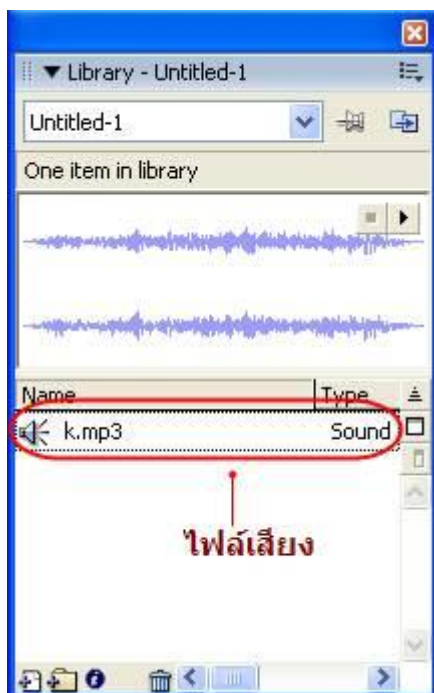 Library - Untitled-1
Untitled-1
One item in library
Name Type
k.mp3 Sound
ไฟล์เสียง